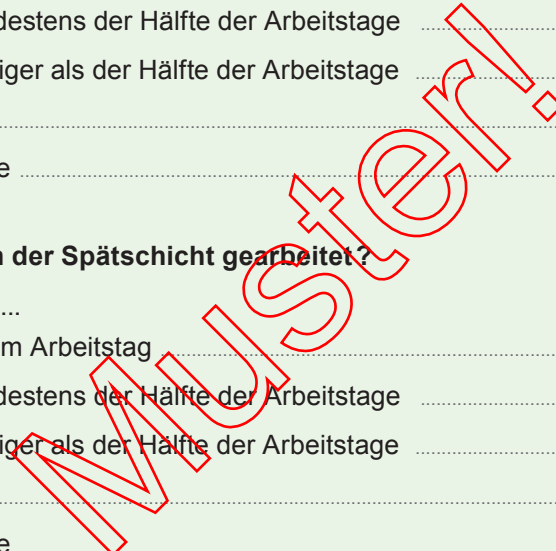 destens der Hälfte der Arbeitstage
iger als der Hälfte der Arbeitstage
e
n der Spätschicht gearbeitet?
...
m Arbeitstag
destens der Hälfte der Arbeitstage
iger als der Hälfte der Arbeitstage
e
Muster!